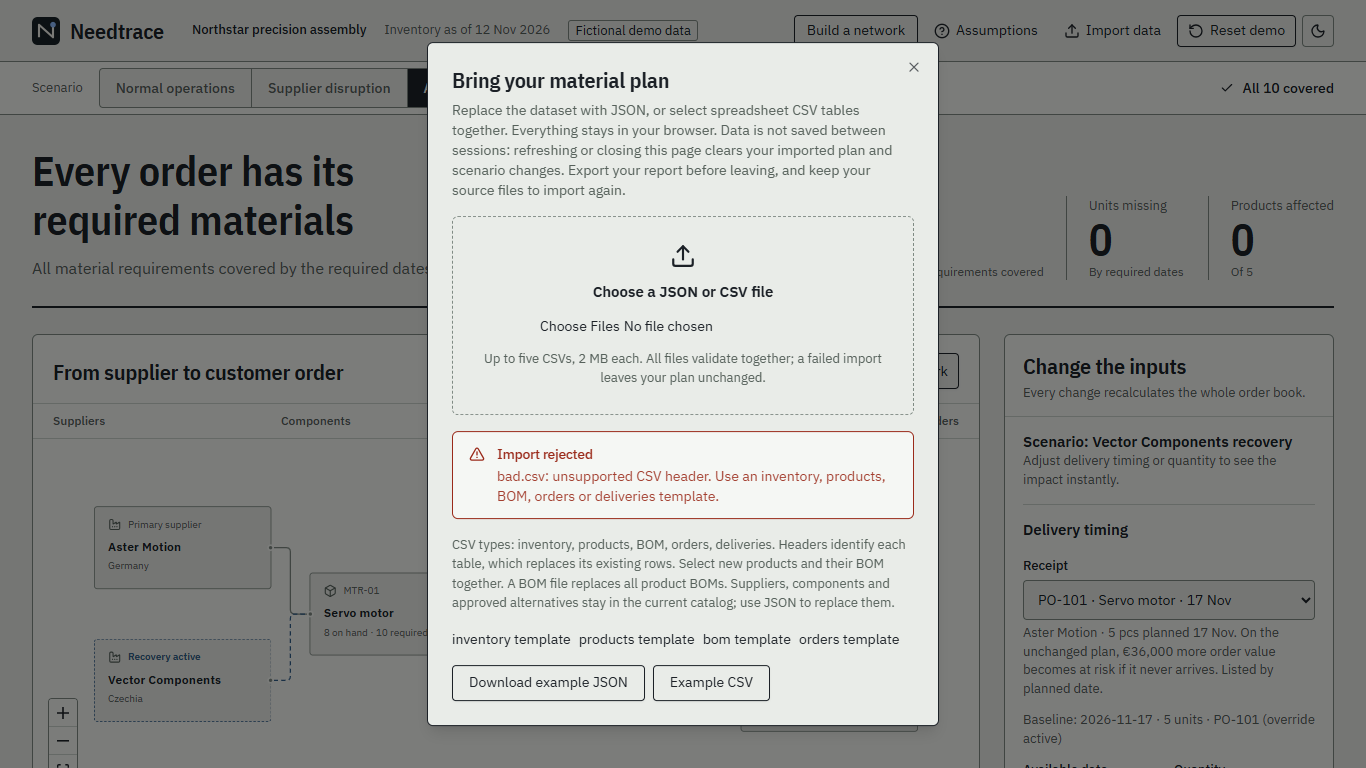 Needtrace
Northstar precision assembly
Inventory as of 12 Nov 2026
Fictional demo data
Build a network
Assumptions
Import data
Reset demo
Scenario
Normal operations
Supplier disruption
All 10 covered
Every order has its
required materials
All material requirements covered by the required dates
quirements covered
Units missing
0
By required dates
Products affected
0
Of 5
Bring your material plan
Replace the dataset with JSON, or select spreadsheet CSV tables
together. Everything stays in your browser. Data is not saved between
sessions: refreshing or closing this page clears your imported plan and
scenario changes. Export your report before leaving, and keep your
source files to import again.
Choose a JSON or CSV file
Choose Files No file chosen
Up to five CSVs, 2 MB each. All files validate together; a failed import
leaves your plan unchanged.
Import rejected
bad.csv: unsupported CSV header. Use an inventory, products,
BOM, orders or deliveries template.
CSV types: inventory, products, BOM, orders, deliveries. Headers identify each
table, which replaces its existing rows. Select new products and their BOM
together. A BOM file replaces all product BOMs. Suppliers, components and
approved alternatives stay in the current catalog; use JSON to replace them.
inventory template products template bom template orders template
Download example JSON
Example CSV
From supplier to customer order
Suppliers
Components
Primary supplier
Aster Motion
Germany
Recovery active
Vector Components
Czechia
MTR-01
Servo motor
8 on hand · 10 required
Change the inputs
Every change recalculates the whole order book.
Scenario: Vector Components recovery
Adjust delivery timing or quantity to see the
impact instantly.
Delivery timing
Receipt
PO-101 · Servo motor · 17 Nov
Aster Motion · 5 pcs planned 17 Nov. On the
unchanged plan, €36,000 more order value
becomes at risk if it never arrives. Listed by
planned date.
Baseline: 2026-11-17 · 5 units · PO-101 (override
active)
Available date
Quantity